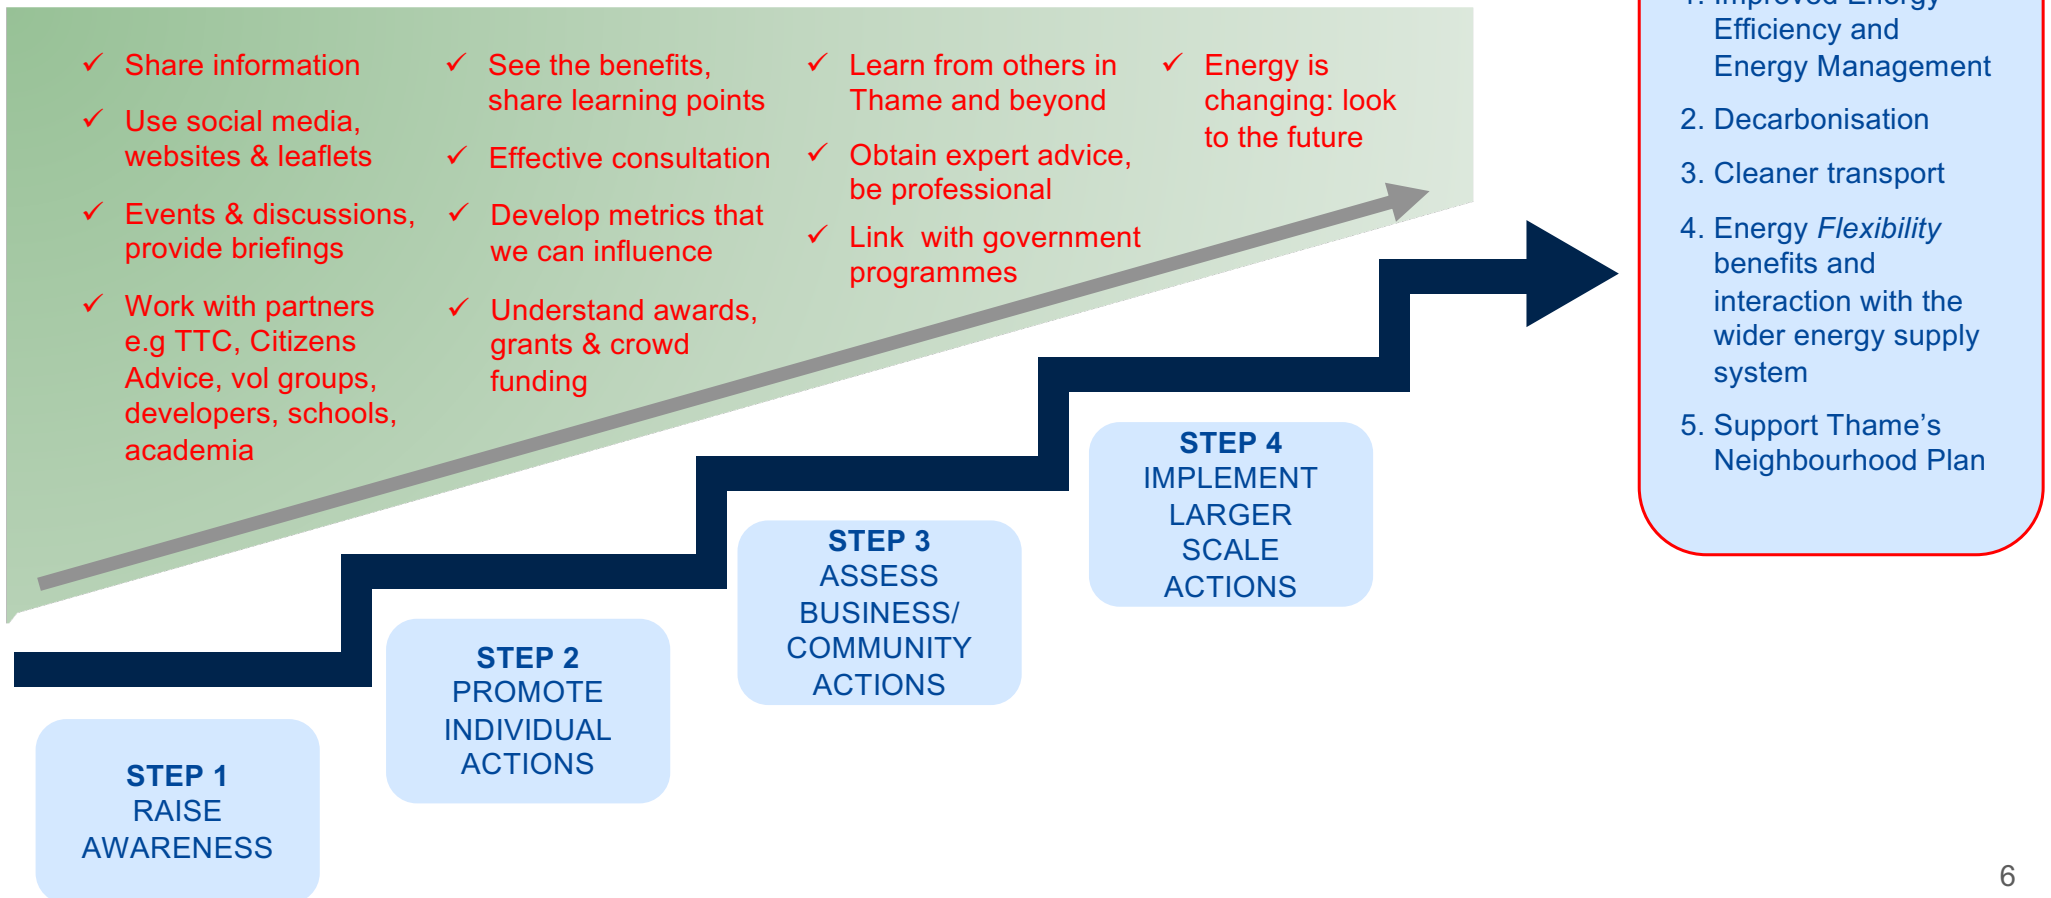 ✓ Share information
✓ Use social media,
websites & leaflets
✓ Events & discussions,
provide briefings
✓ Work with partners
e.g TTC, Citizens
Advice, vol groups,
developers, schools,
academia
✓ See the benefits,
share learning points
✓ Effective consultation
✓ Develop metrics that
we can influence
✓ Understand awards,
grants & crowd
funding
✓ Learn from others in
Thame and beyond
✓ Obtain expert advice,
be professional
✓ Link with government
programmes
✓ Energy is
changing: look
to the future
STEP 1
RAISE
AWARENESS
STEP 2
PROMOTE
INDIVIDUAL
ACTIONS
STEP 3
ASSESS
BUSINESS/
COMMUNITY
ACTIONS
STEP 4
IMPLEMENT
LARGER
SCALE
ACTIONS
1. Improved Energy
Efficiency and
Energy Management
2. Decarbonisation
3. Cleaner transport
4. Energy Flexibility
benefits and
interaction with the
wider energy supply
system
5. Support Thame’s
Neighbourhood Plan
6